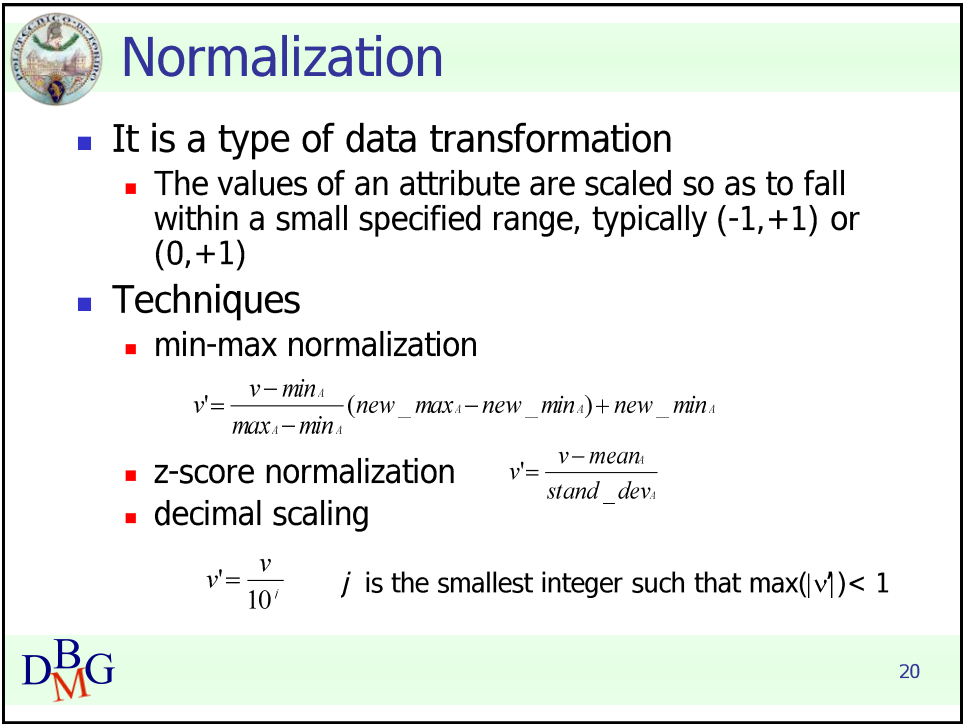 Normalization
It is a type of data transformation
The values of an attribute are scaled so as to fall
within a small specified range, typically (-1,+1) or
(0,+1)
Techniques
min-max normalization
v'= (v − min_A)/(max_A − min_A) (new_max_A − new_min_A) + new_min_A
z-score normalization v'= (v − mean_A)/(stand_dev_A)
decimal scaling
v'= v/10^j j is the smallest integer such that max(|ν'|)< 1
DBMG
20